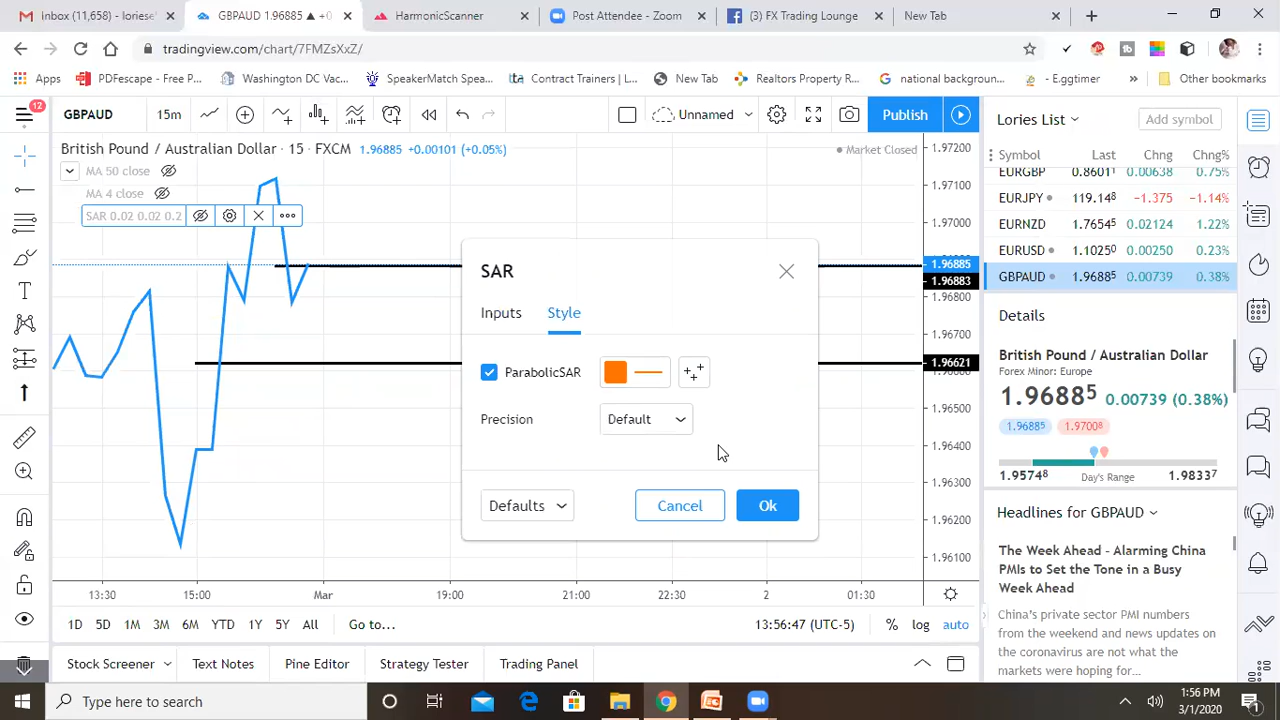 inbox (11,658) - loriese
GBPAUD 1.96885 ▲ +0
HarmonicScanner
Post Attendee - Zoom
(3) FX Trading Lounge
New Tab
tradingview.com/chart/7FMZsXxZ/
Apps
PDFescape - Free P...
Washington DC Vac...
SpeakerMatch Spea...
Contract Trainers | L...
New Tab
Realtors Property R...
national backgroun...
- E.ggtimer
»
Other bookmarks
12
GBPAUD
15m
Unnamed
Publish
Lories List
Add symbol
British Pound / Australian Dollar · 15 · FXCM 1.96885 +0.00101 (+0.05%)
Market Closed
MA 50 close
MA 4 close
SAR 0.02 0.02 0.2
1.97200
1.97100
1.97000
1.96885
1.96883
1.96800
1.96700
1.96621
1.96500
1.96400
1.96300
1.96200
1.96100
SAR
Inputs
Style
ParabolicSAR
Precision
Default
Defaults
Cancel
Ok
13:30
15:00
Mar
19:00
21:00
22:30
2
01:30
1D 5D 1M 3M 6M YTD 1Y 5Y All Go to...
13:56:47 (UTC-5)
% log auto
Stock Screener
Text Notes
Pine Editor
Strategy Tester
Trading Panel
Symbol Last Chng Chng%
EURGBP 0.8601¹ 0.00638 0.75%
EURJPY 119.14⁸ −1.375 −1.14%
EURNZD 1.7654⁵ 0.02124 1.22%
EURUSD 1.1025⁰ 0.00250 0.23%
GBPAUD 1.9688⁵ 0.00739 0.38%
Details
British Pound / Australian Dollar
Forex Minor: Europe
1.9688⁵ 0.00739 (0.38%)
1.9688⁵
1.9700⁸
1.9574⁸
Day's Range
1.9833⁷
Headlines for GBPAUD
The Week Ahead – Alarming China
PMIs to Set the Tone in a Busy
Week Ahead
China's private sector PMI numbers
from the weekend and news updates on
the coronavirus are not what the
markets were hoping for...
Type here to search
1:56 PM
3/1/2020
1